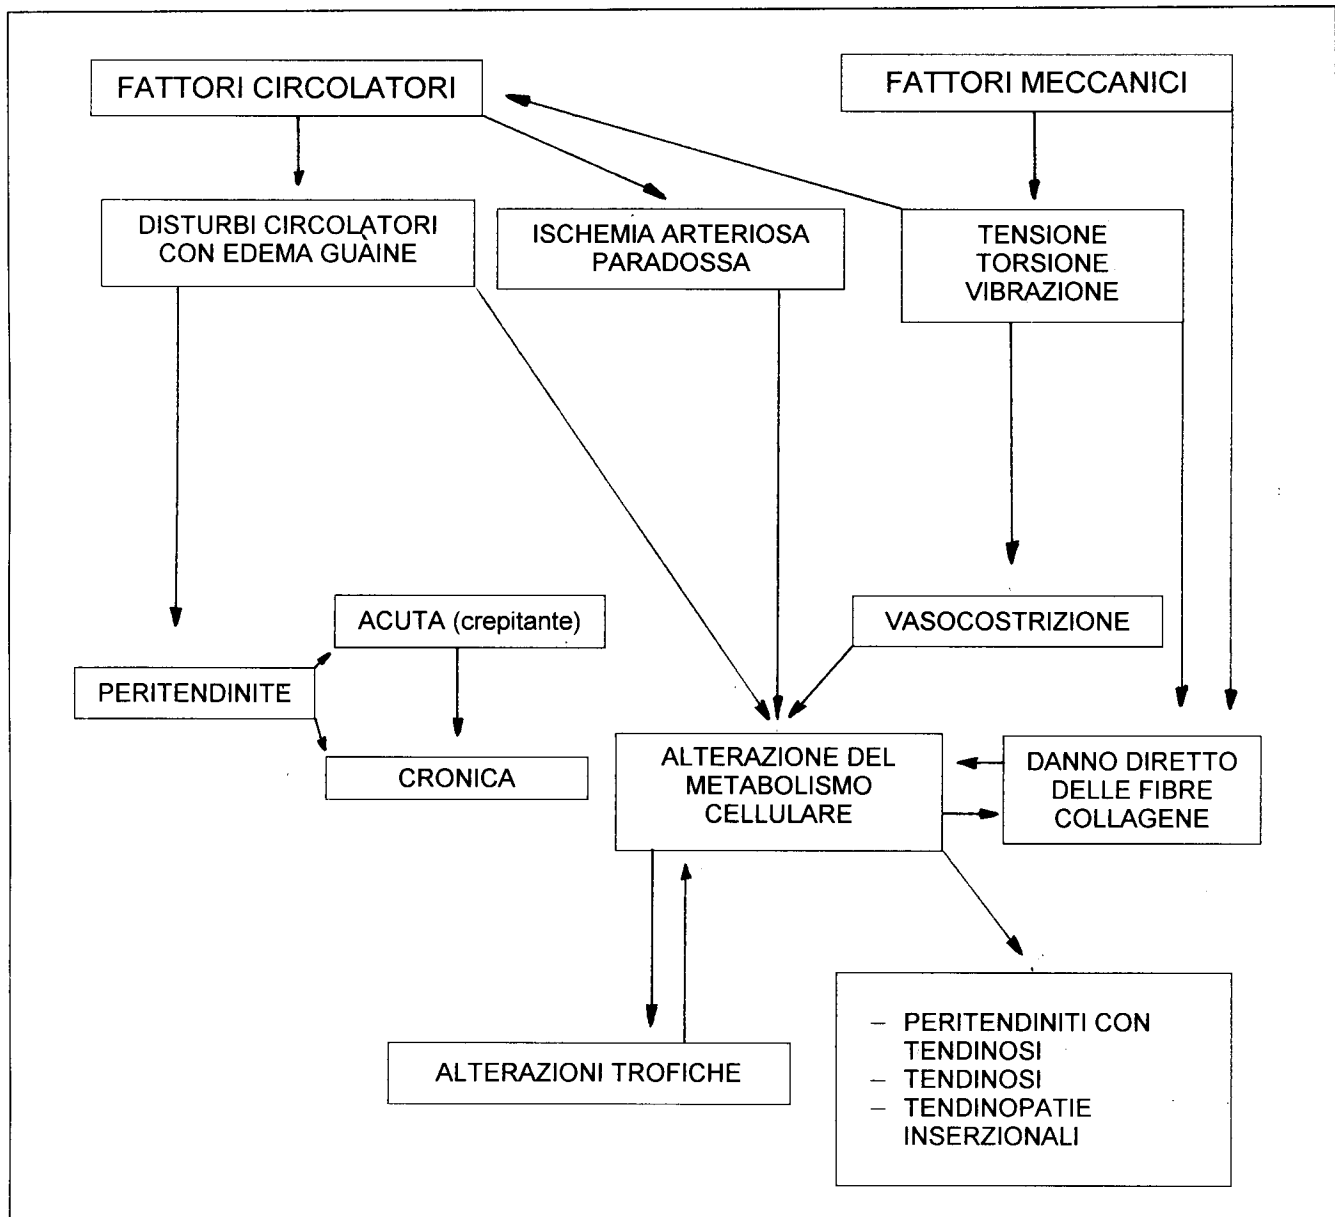 FATTORI CIRCOLATORI
FATTORI MECCANICI
DISTURBI CIRCOLATORI
CON EDEMA GUAINE
ISCHEMIA ARTERIOSA
PARADOSSA
TENSIONE
TORSIONE
VIBRAZIONE
ACUTA (crepitante)
VASOCOSTRIZIONE
PERITENDINITE
CRONICA
ALTERAZIONE DEL
METABOLISMO
CELLULARE
DANNO DIRETTO
DELLE FIBRE
COLLAGENE
ALTERAZIONI TROFICHE
– PERITENDINITI CON
TENDINOSI
– TENDINOSI
– TENDINOPATIE
INSERZIONALI